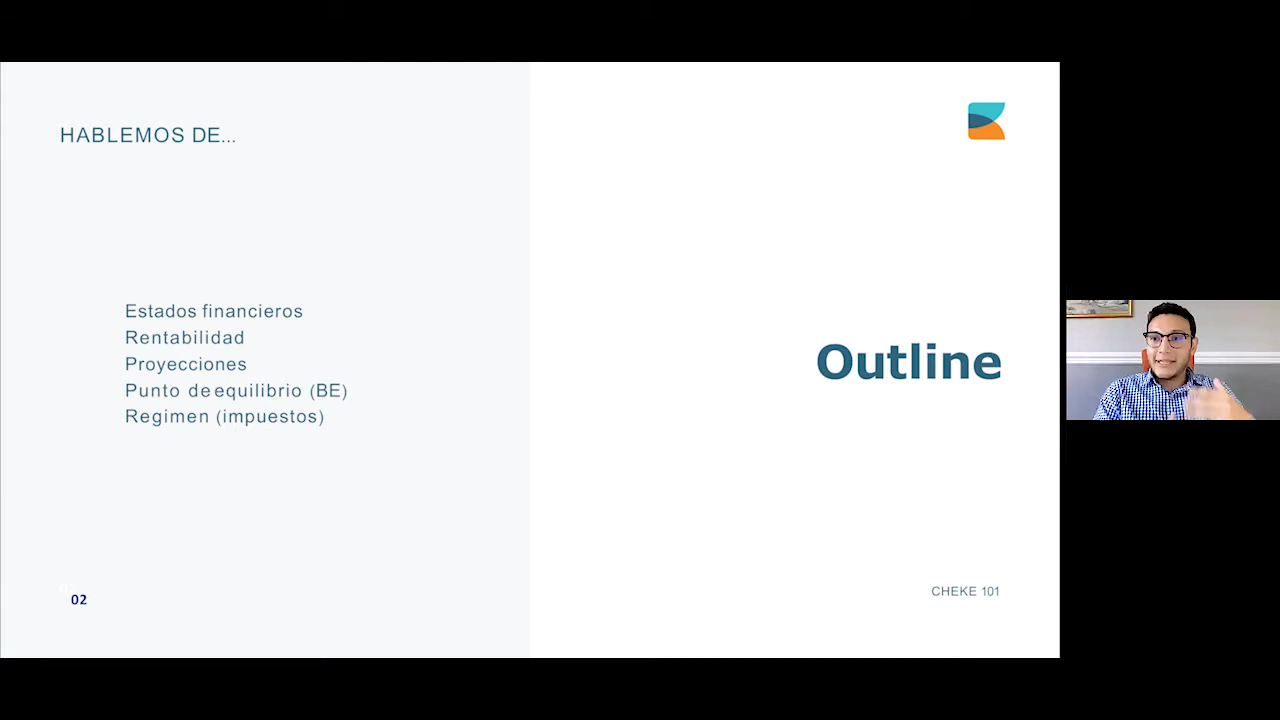 HABLEMOS DE...
Estados financieros
Rentabilidad
Proyecciones
Punto de equilibrio (BE)
Regimen (impuestos)
Outline
02
CHEKE 101